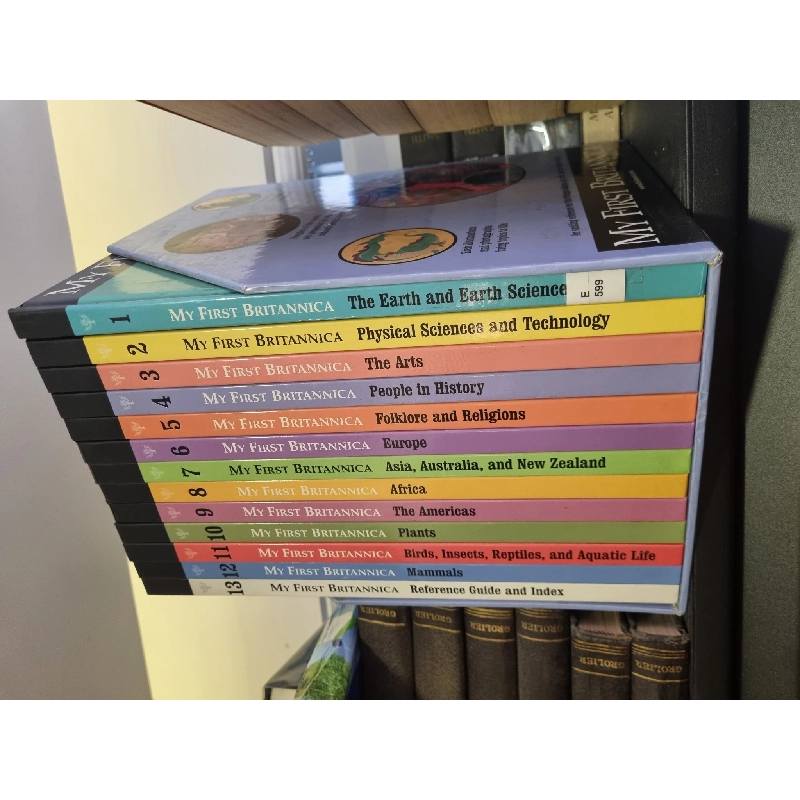 MY FIRST BRITANNICA
1 MY FIRST BRITANNICA The Earth and Earth Science
E
599
2 MY FIRST BRITANNICA Physical Sciences and Technology
3 MY FIRST BRITANNICA The Arts
4 MY FIRST BRITANNICA People in History
5 MY FIRST BRITANNICA Folklore and Religions
6 MY FIRST BRITANNICA Europe
7 MY FIRST BRITANNICA Asia, Australia, and New Zealand
8 MY FIRST BRITANNICA Africa
9 MY FIRST BRITANNICA The Americas
10 MY FIRST BRITANNICA Plants
11 MY FIRST BRITANNICA Birds, Insects, Reptiles, and Aquatic Life
12 MY FIRST BRITANNICA Mammals
13 MY FIRST BRITANNICA Reference Guide and Index
GROLIER
GROLIER
GROLIER
GROLIER
GROLIER
GROLIER